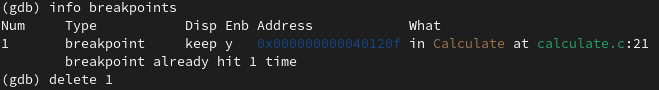 (gdb) info breakpoints
Num     Type           Disp Enb Address            What
1       breakpoint     keep y   0x000000000040120f in Calculate at calculate.c:21
        breakpoint already hit 1 time
(gdb) delete 1